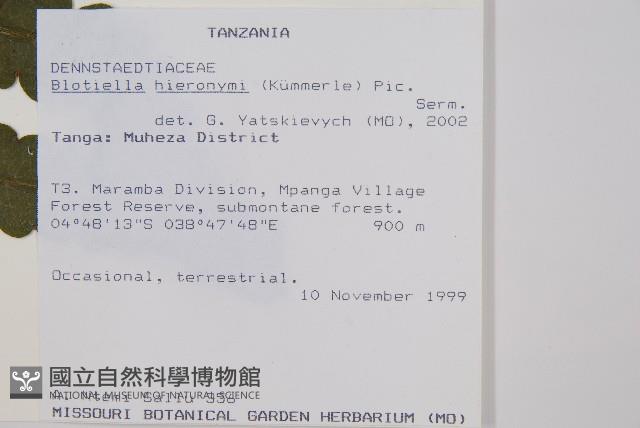 TANZANIA
DENNSTAEDTIACEAE
Blotiella hieronymi (Kümmerle) Pic.
Serm.
det. G. Yatskievych (MO), 2002
Tanga: Muheza District
T3. Maramba Division, Mpanga Village
Forest Reserve, submontane forest.
04°48'13"S 038°47'48"E 900 m
Occasional, terrestrial.
10 November 1999
國立自然科學博物館
NATIONAL MUSEUM OF NATURAL SCIENCE
MISSOURI BOTANICAL GARDEN HERBARIUM (MO)